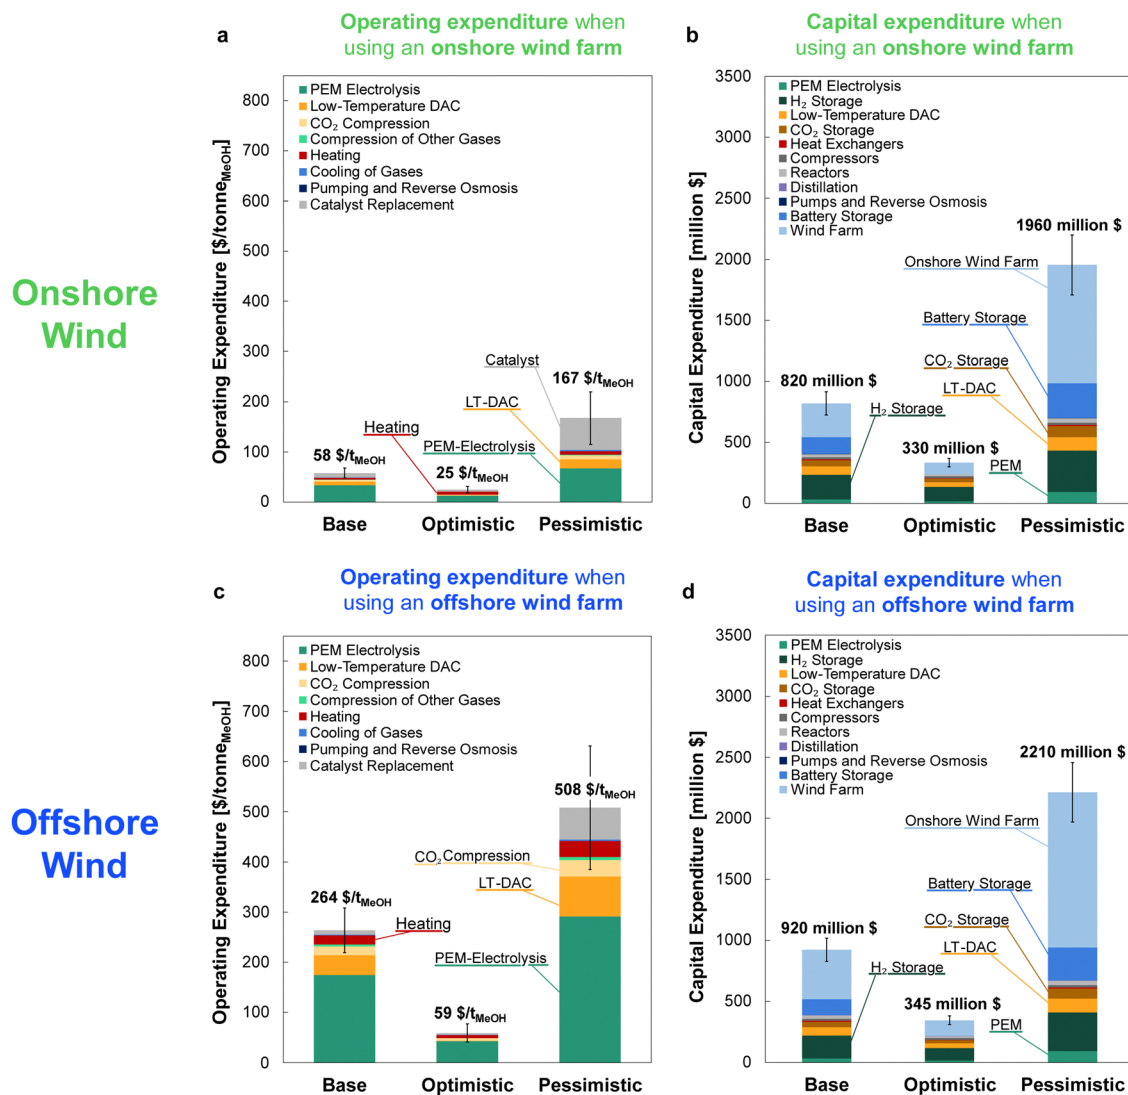 a
Operating expenditure when
using an onshore wind farm
Operating Expenditure [$/tonneMeOH]
800
700
600
500
400
300
200
100
0
PEM Electrolysis
Low-Temperature DAC
CO2 Compression
Compression of Other Gases
Heating
Cooling of Gases
Pumping and Reverse Osmosis
Catalyst Replacement
Catalyst
167 $/tMeOH
LT-DAC
Heating
PEM-Electrolysis
58 $/tMeOH
25 $/tMeOH
Base
Optimistic
Pessimistic
b
Capital expenditure when
using an onshore wind farm
Capital Expenditure [million $]
3500
3000
2500
2000
1500
1000
500
0
PEM Electrolysis
H2 Storage
Low-Temperature DAC
CO2 Storage
Heat Exchangers
Compressors
Reactors
Distillation
Pumps and Reverse Osmosis
Battery Storage
Wind Farm
1960 million $
Onshore Wind Farm
Battery Storage
CO2 Storage
LT-DAC
820 million $
H2 Storage
330 million $
PEM
Base
Optimistic
Pessimistic
Onshore
Wind
c
Operating expenditure when
using an offshore wind farm
Operating Expenditure [$/tonneMeOH]
800
700
600
500
400
300
200
100
0
PEM Electrolysis
Low-Temperature DAC
CO2 Compression
Compression of Other Gases
Heating
Cooling of Gases
Pumping and Reverse Osmosis
Catalyst Replacement
508 $/tMeOH
CO2 Compression
LT-DAC
264 $/tMeOH
Heating
PEM-Electrolysis
59 $/tMeOH
Base
Optimistic
Pessimistic
d
Capital expenditure when
using an offshore wind farm
Capital Expenditure [million $]
3500
3000
2500
2000
1500
1000
500
0
PEM Electrolysis
H2 Storage
Low-Temperature DAC
CO2 Storage
Heat Exchangers
Compressors
Reactors
Distillation
Pumps and Reverse Osmosis
Battery Storage
Wind Farm
2210 million $
Onshore Wind Farm
Battery Storage
CO2 Storage
920 million $
LT-DAC
H2 Storage
345 million $
PEM
Base
Optimistic
Pessimistic
Offshore
Wind